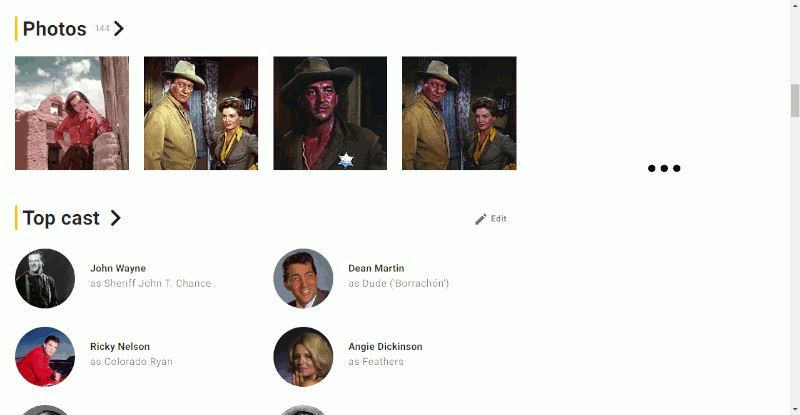 Photos 144
Top cast
Edit
John Wayne
as Sheriff John T. Chance
Dean Martin
as Dude ('Borrachón')
Ricky Nelson
as Colorado Ryan
Angie Dickinson
as Feathers